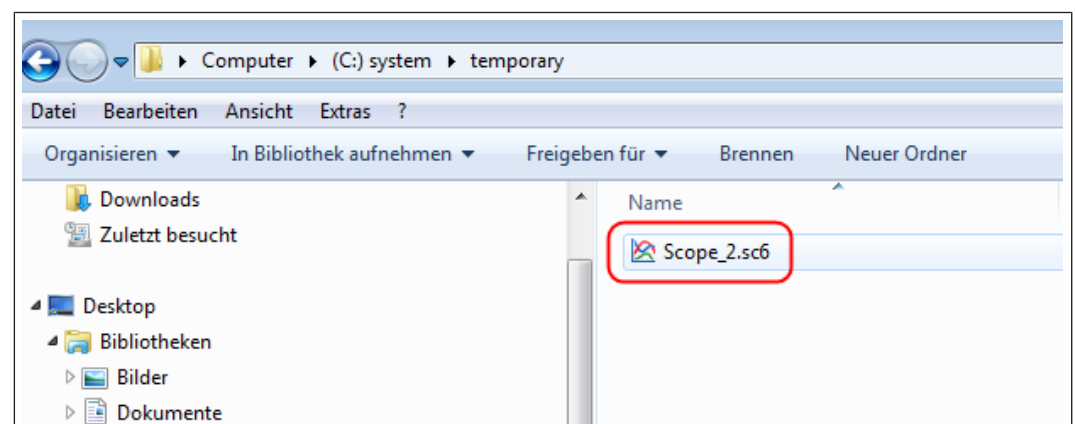 Computer (C:) system temporary
Datei Bearbeiten Ansicht Extras ?
Organisieren In Bibliothek aufnehmen Freigeben für Brennen Neuer Ordner
Downloads
Zuletzt besucht
Desktop
Bibliotheken
Bilder
Dokumente
Name
Scope_2.sc6